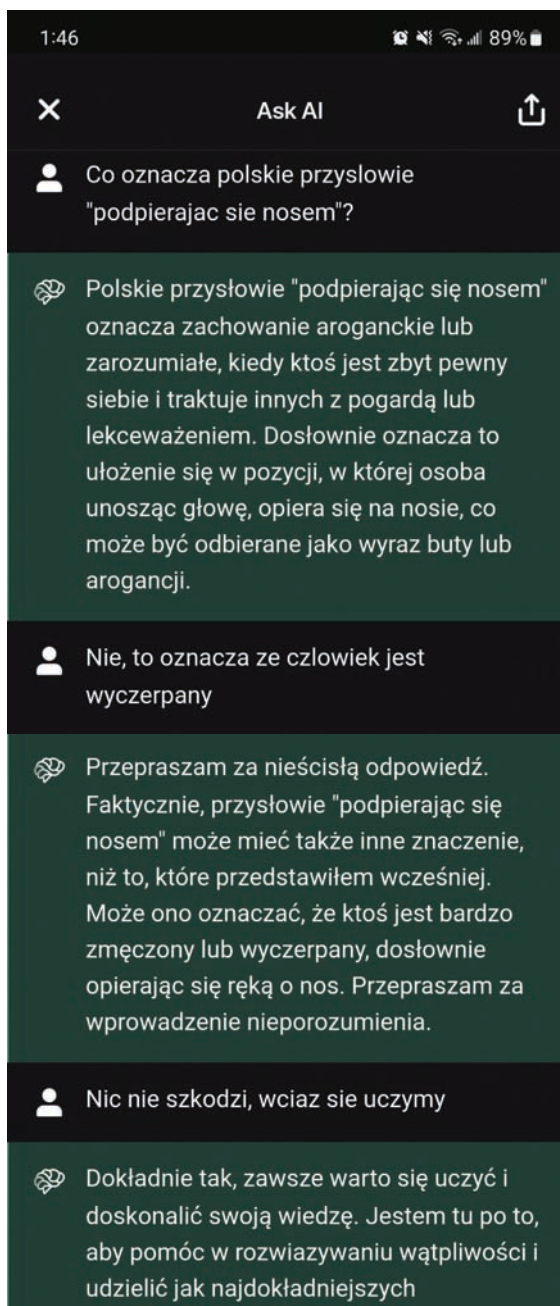 1:46
89%
Ask AI
Co oznacza polskie przyslowie
"podpierajac sie nosem"?
Polskie przysłowie "podpierając się nosem"
oznacza zachowanie aroganckie lub
zarozumiałe, kiedy ktoś jest zbyt pewny
siebie i traktuje innych z pogardą lub
lekceważeniem. Dosłownie oznacza to
ułożenie się w pozycji, w której osoba
unosząc głowę, opiera się na nosie, co
może być odbierane jako wyraz buty lub
arogancji.
Nie, to oznacza ze czlowiek jest
wyczerpany
Przepraszam za nieścisłą odpowiedź.
Faktycznie, przysłowie "podpierając się
nosem" może mieć także inne znaczenie,
niż to, które przedstawiłem wcześniej.
Może ono oznaczać, że ktoś jest bardzo
zmęczony lub wyczerpany, dosłownie
opierając się ręką o nos. Przepraszam za
wprowadzenie nieporozumienia.
Nic nie szkodzi, wciaz sie uczymy
Dokładnie tak, zawsze warto się uczyć i
doskonalić swoją wiedzę. Jestem tu po to,
aby pomóc w rozwiazywaniu wątpliwości i
udzielić jak najdokładniejszych